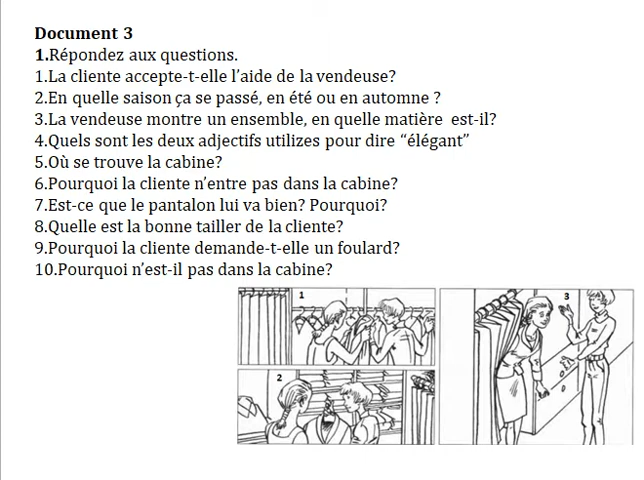 Document 3
1.Répondez aux questions.
1.La cliente accepte-t-elle l’aide de la vendeuse?
2.En quelle saison ça se passé, en été ou en automne ?
3.La vendeuse montre un ensemble, en quelle matière est-il?
4.Quels sont les deux adjectifs utilizes pour dire “élégant”
5.Où se trouve la cabine?
6.Pourquoi la cliente n’entre pas dans la cabine?
7.Est-ce que le pantalon lui va bien? Pourquoi?
8.Quelle est la bonne tailler de la cliente?
9.Pourquoi la cliente demande-t-elle un foulard?
10.Pourquoi n’est-il pas dans la cabine?
1
3
2